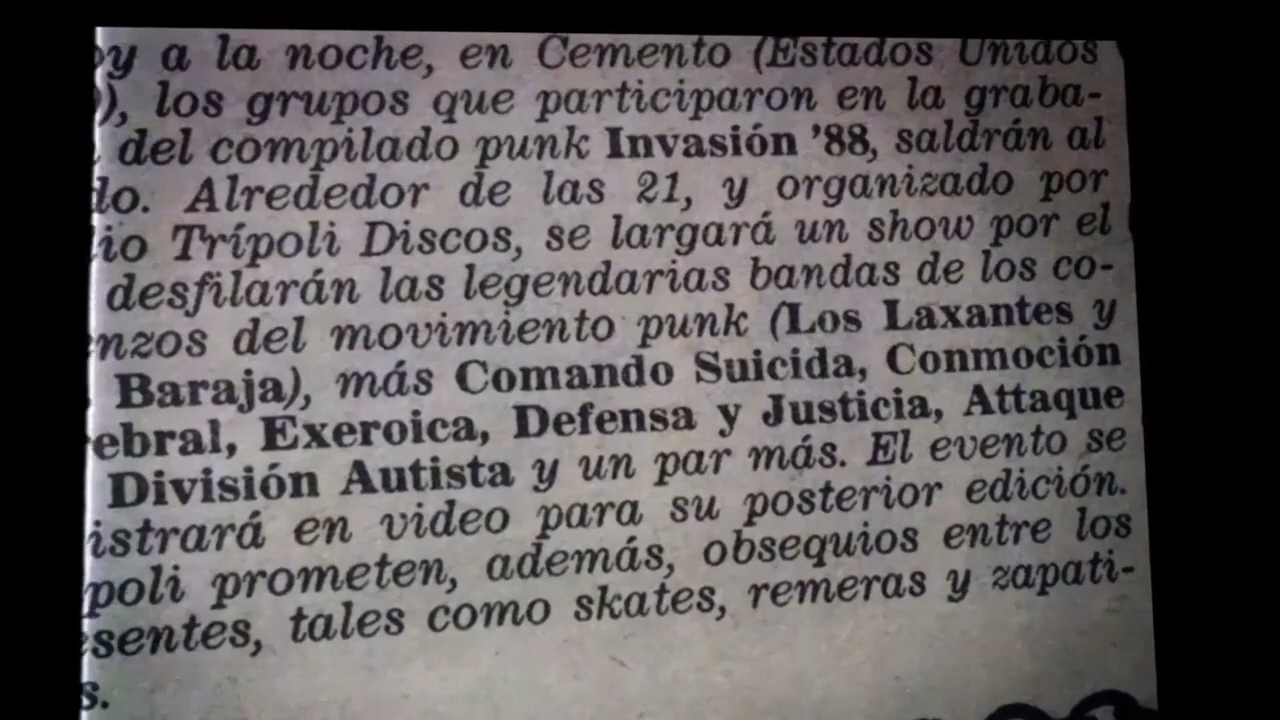 y a la noche, en Cemento (Estados Unidos
), los grupos que participaron en la graba-
del compilado punk Invasión '88, saldrán al
do. Alrededor de las 21, y organizado por
dio Trípoli Discos, se largará un show por el
desfilarán las legendarias bandas de los co-
nzos del movimiento punk (Los Laxantes y
Baraja), más Comando Suicida, Conmoción
ebral, Exeroica, Defensa y Justicia, Attaque
División Autista y un par más. El evento se
istrará en video para su posterior edición.
poli prometen, además, obsequios entre los
sentes, tales como skates, remeras y zapati-
s.